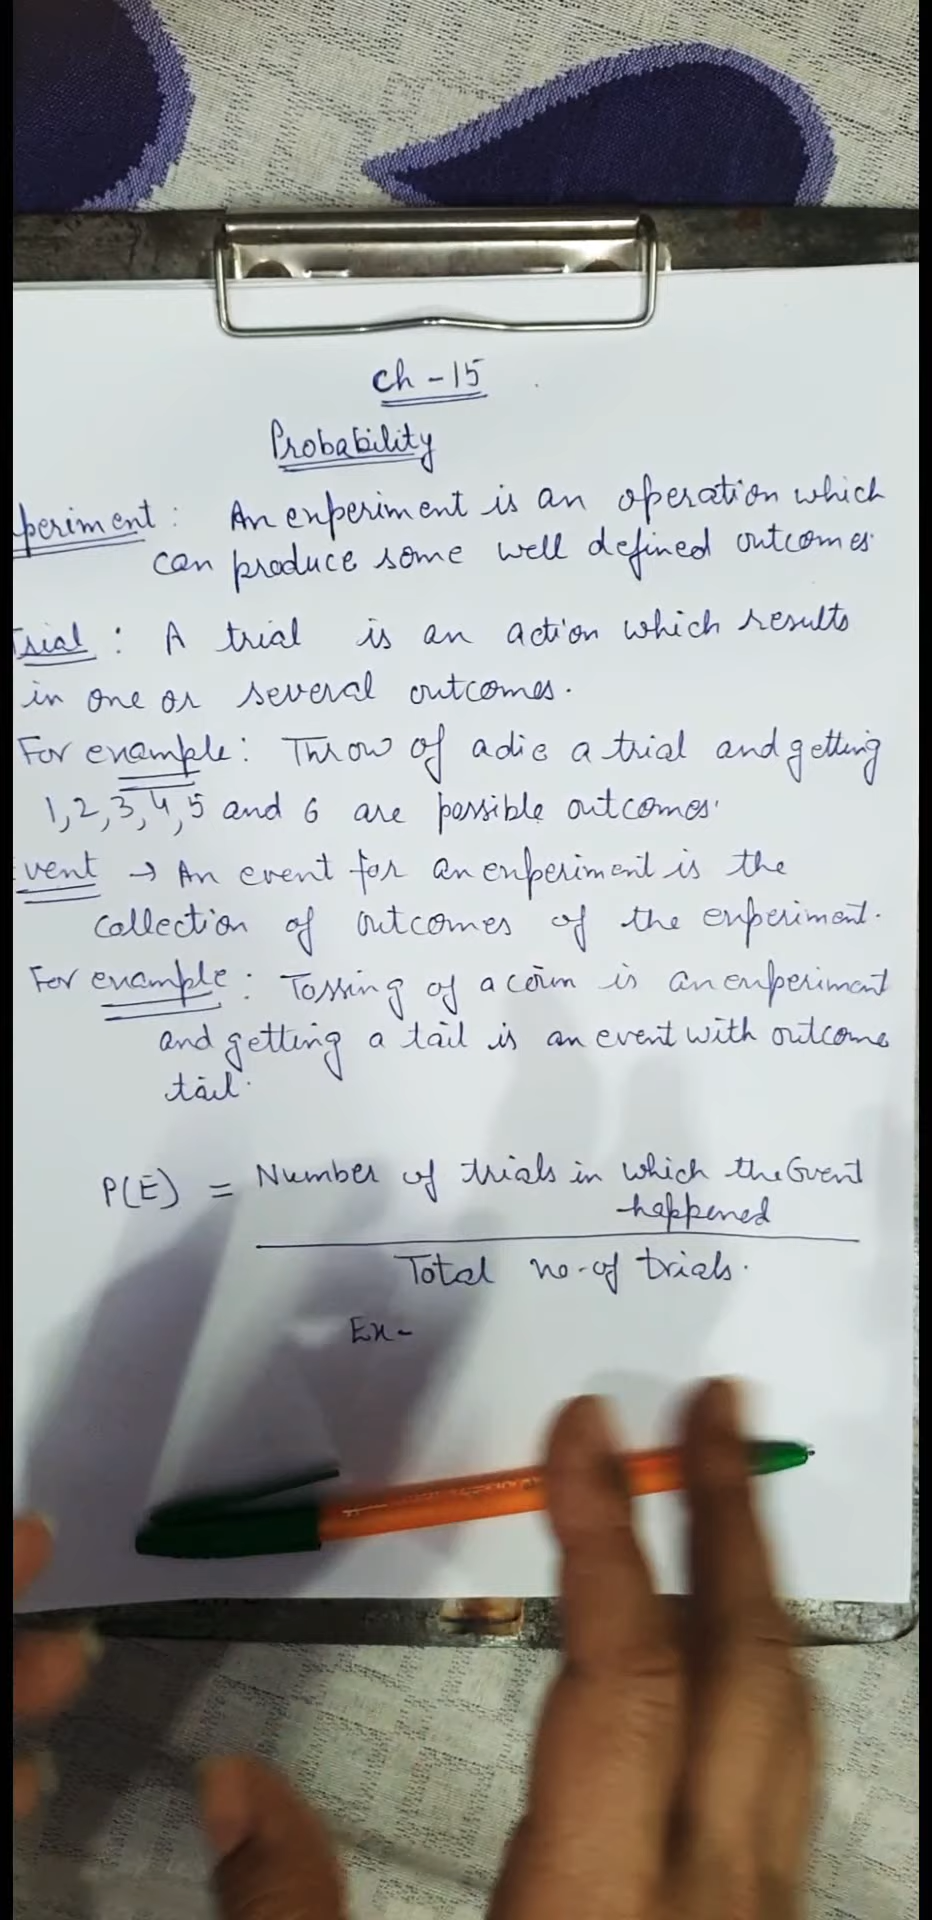 Ch - 15
Probability
periment : An experiment is an operation which
can produce some well defined outcomes.
Trial : A trial is an action which results
in one or several outcomes.
For example : Throw of a die a trial and getting
1,2,3,4,5 and 6 are possible outcomes.
Event → An event for an experiment is the
collection of outcomes of the experiment.
For example : Tossing of a coin is an experiment
and getting a tail is an event with outcome
tail.
P(E) = Number of trials in which the Event
happened
Total no. of trials.
Ex-